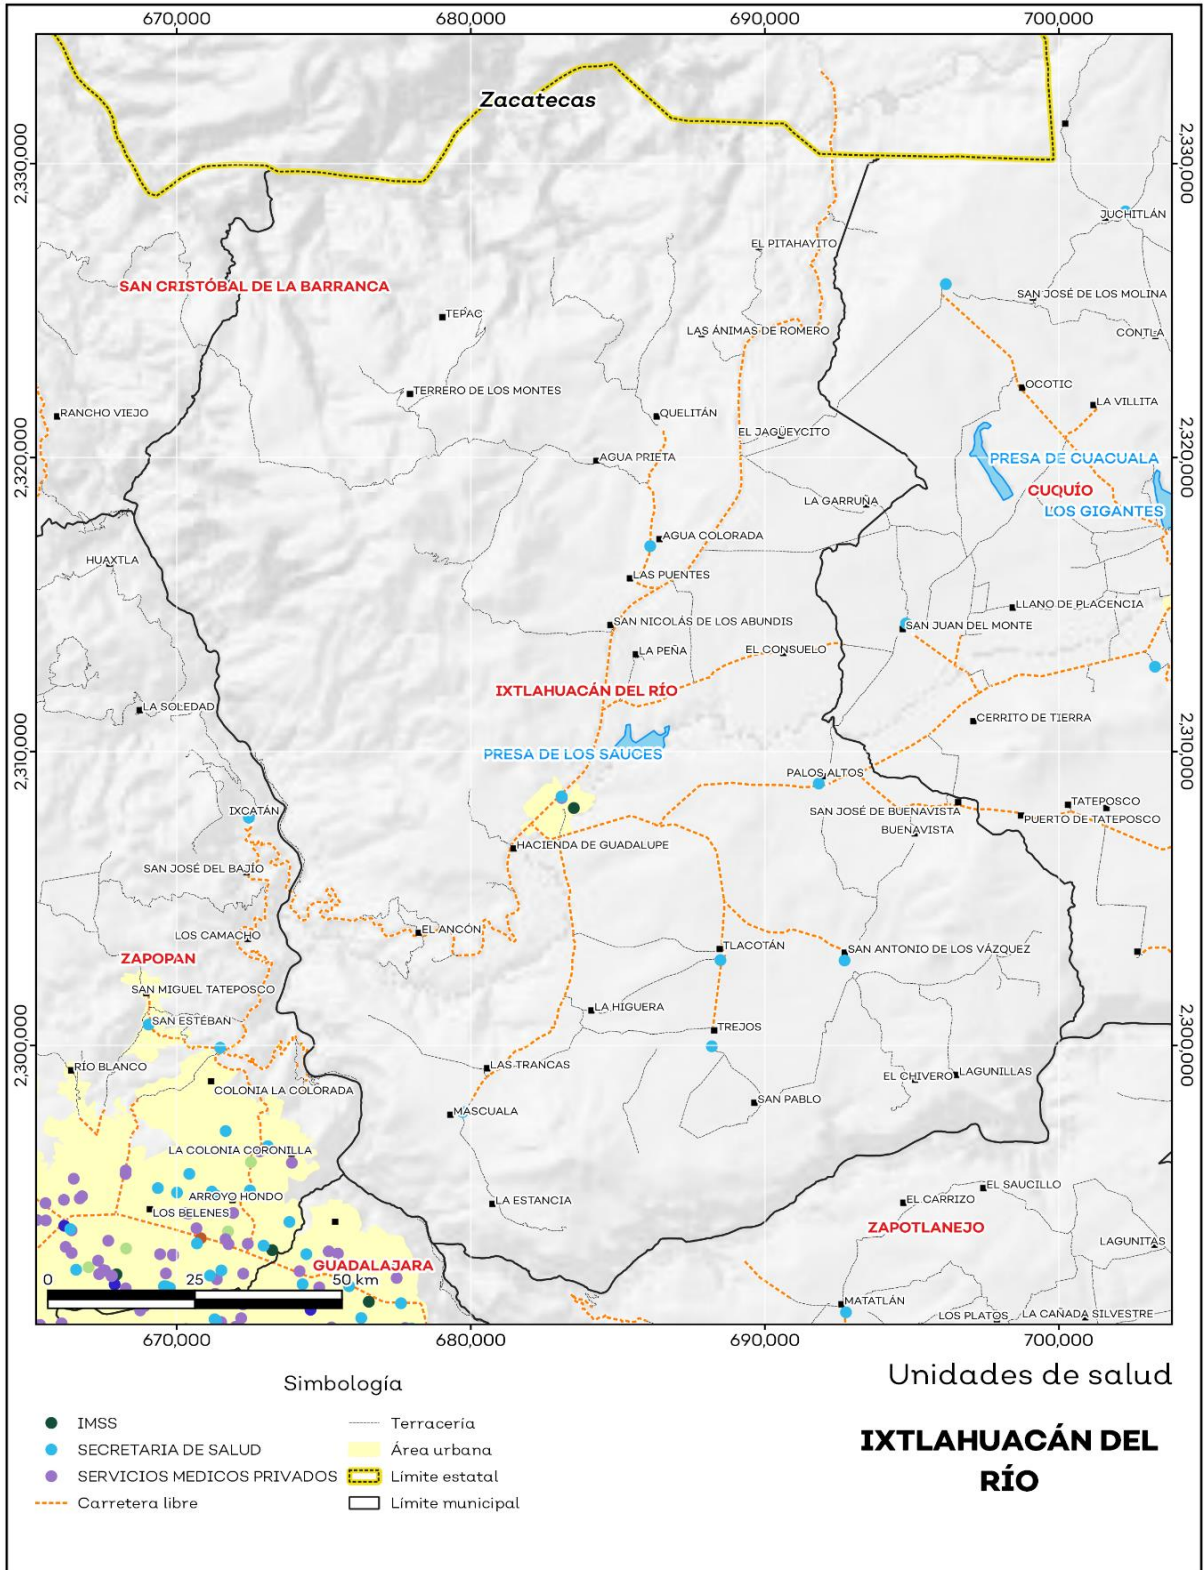 670,000
680,000
690,000
700,000
Zacatecas
2,330,000
2,330,000
JUCHITLÁN
EL PITAHAYITO
SAN CRISTÓBAL DE LA BARRANCA
SAN JOSÉ DE LOS MOLINA
TEPAC
LAS ÁNIMAS DE ROMERO
CONTLA
TERRERO DE LOS MONTES
OCOTIC
LA VILLITA
RANCHO VIEJO
QUELITÁN
EL JAGÜEYCITO
2,320,000
AGUA PRIETA
PRESA DE CUACUALA
2,320,000
CUQUÍO
LA GARRUÑA
LOS GIGANTES
AGUA COLORADA
HUAXTLA
LAS PUENTES
LLANO DE PLACENCIA
SAN NICOLÁS DE LOS ABUNDIS
SAN JUAN DEL MONTE
LA PEÑA
EL CONSUELO
IXTLAHUACÁN DEL RÍO
LA SOLEDAD
CERRITO DE TIERRA
2,310,000
PRESA DE LOS SAUCES
2,310,000
PALOS ALTOS
IXCATÁN
SAN JOSÉ DE BUENAVISTA
TATEPOSCO
PUERTO DE TATEPOSCO
BUENAVISTA
HACIENDA DE GUADALUPE
SAN JOSÉ DEL BAJÍO
EL ANCÓN
LOS CAMACHO
TLACOTÁN
SAN ANTONIO DE LOS VÁZQUEZ
ZAPOPAN
SAN MIGUEL TATEPOSCO
LA HIGUERA
SAN ESTÉBAN
TREJOS
2,300,000
2,300,000
RÍO BLANCO
LAS TRANCAS
EL CHIVERO
LAGUNILLAS
COLONIA LA COLORADA
SAN PABLO
MASCUALA
LA COLONIA CORONILLA
ARROYO HONDO
LA ESTANCIA
EL SAUCILLO
EL CARRIZO
LOS BELENES
ZAPOTLANEJO
LAGUNITAS
GUADALAJARA
0
25
50 km
MATATLÁN
LOS PLATOS
LA CAÑADA SILVESTRE
670,000
680,000
690,000
700,000
Unidades de salud
IXTLAHUACÁN DEL
RÍO
Simbología
IMSS
SECRETARIA DE SALUD
SERVICIOS MEDICOS PRIVADOS
Carretera libre
Terracería
Área urbana
Límite estatal
Límite municipal